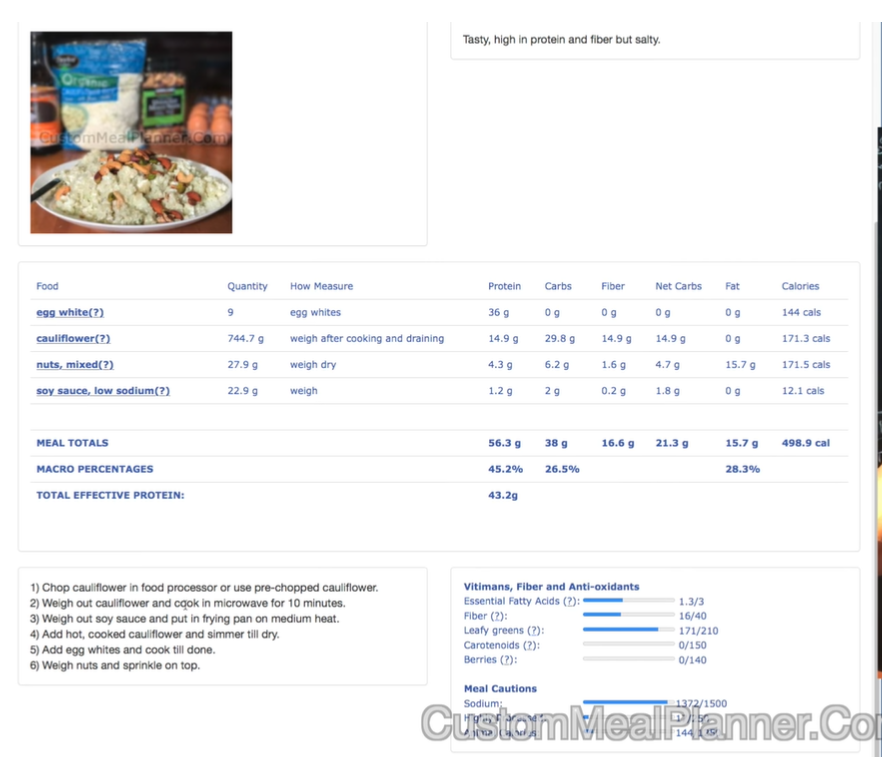 Tasty, high in protein and fiber but salty.
Organic
CustomMealPlanner.Com
Food Quantity How Measure Protein Carbs Fiber Net Carbs Fat Calories
egg white(?) 9 egg whites 36 g 0 g 0 g 0 g 0 g 144 cals
cauliflower(?) 744.7 g weigh after cooking and draining 14.9 g 29.8 g 14.9 g 14.9 g 0 g 171.3 cals
nuts, mixed(?) 27.9 g weigh dry 4.3 g 6.2 g 1.6 g 4.7 g 15.7 g 171.5 cals
soy sauce, low sodium(?) 22.9 g weigh 1.2 g 2 g 0.2 g 1.8 g 0 g 12.1 cals
MEAL TOTALS 56.3 g 38 g 16.6 g 21.3 g 15.7 g 498.9 cal
MACRO PERCENTAGES 45.2% 26.5% 28.3%
TOTAL EFFECTIVE PROTEIN: 43.2g
1) Chop cauliflower in food processor or use pre-chopped cauliflower.
2) Weigh out cauliflower and cook in microwave for 10 minutes.
3) Weigh out soy sauce and put in frying pan on medium heat.
4) Add hot, cooked cauliflower and simmer till dry.
5) Add egg whites and cook till done.
6) Weigh nuts and sprinkle on top.
Vitimans, Fiber and Anti-oxidants
Essential Fatty Acids (?): 1.3/3
Fiber (?): 16/40
Leafy greens (?): 171/210
Carotenoids (?): 0/150
Berries (?): 0/140
Meal Cautions
Sodium: 1372/1500
CustomMealPlanner.Co